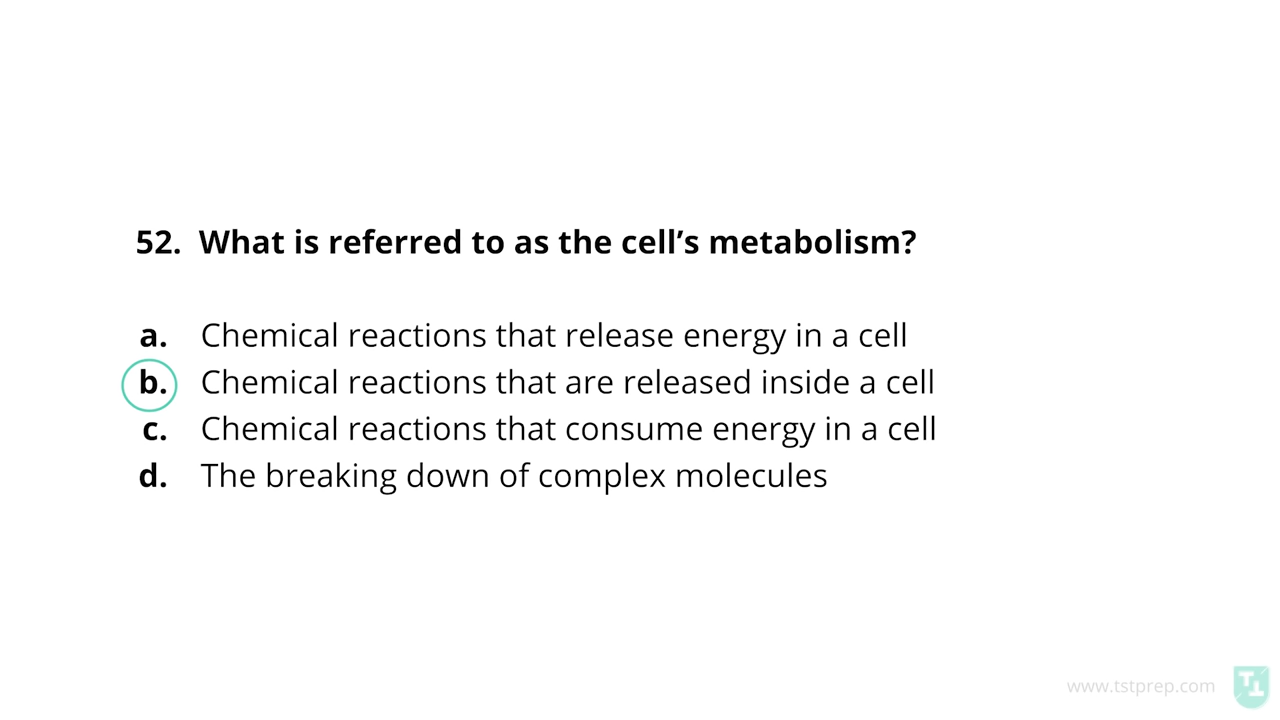 52. What is referred to as the cell’s metabolism?
a. Chemical reactions that release energy in a cell
b. Chemical reactions that are released inside a cell
c. Chemical reactions that consume energy in a cell
d. The breaking down of complex molecules
www.tstprep.com